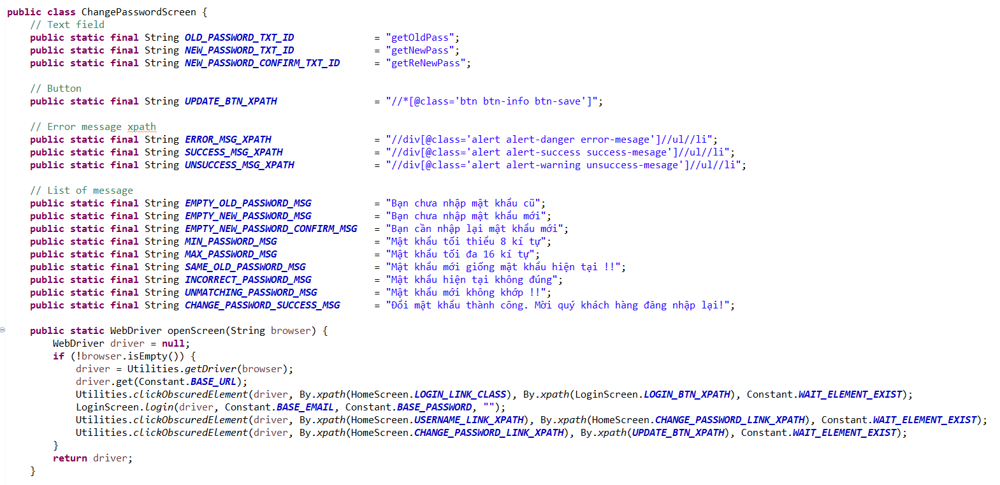 public class ChangePasswordScreen {
// Text field
public static final String OLD_PASSWORD_TXT_ID = "getOldPass";
public static final String NEW_PASSWORD_TXT_ID = "getNewPass";
public static final String NEW_PASSWORD_CONFIRM_TXT_ID = "getReNewPass";
// Button
public static final String UPDATE_BTN_XPATH = "//*[@class='btn btn-info btn-save']";
// Error message xpath
public static final String ERROR_MSG_XPATH = "//div[@class='alert alert-danger error-mesage']//ul//li";
public static final String SUCCESS_MSG_XPATH = "//div[@class='alert alert-success success-mesage']//ul//li";
public static final String UNSUCCESS_MSG_XPATH = "//div[@class='alert alert-warning unsuccess-mesage']//ul//li";
// List of message
public static final String EMPTY_OLD_PASSWORD_MSG = "Bạn chưa nhập mật khẩu cũ";
public static final String EMPTY_NEW_PASSWORD_MSG = "Bạn chưa nhập mật khẩu mới";
public static final String EMPTY_NEW_PASSWORD_CONFIRM_MSG = "Bạn cần nhập lại mật khẩu mới";
public static final String MIN_PASSWORD_MSG = "Mật khẩu tối thiểu 8 kí tự";
public static final String MAX_PASSWORD_MSG = "Mật khẩu tối đa 16 kí tự";
public static final String SAME_OLD_PASSWORD_MSG = "Mật khẩu mới giống mật khẩu hiện tại !!";
public static final String INCORRECT_PASSWORD_MSG = "Mật khẩu hiện tại không đúng";
public static final String UNMATCHING_PASSWORD_MSG = "Mật khẩu mới không khớp !!";
public static final String CHANGE_PASSWORD_SUCCESS_MSG = "Đổi mật khẩu thành công. Mời quý khách hàng đăng nhập lại!";
public static WebDriver openScreen(String browser) {
WebDriver driver = null;
if (!browser.isEmpty()) {
driver = Utilities.getDriver(browser);
driver.get(Constant.BASE_URL);
Utilities.clickObscuredElement(driver, By.xpath(HomeScreen.LOGIN_LINK_CLASS), By.xpath(LoginScreen.LOGIN_BTN_XPATH), Constant.WAIT_ELEMENT_EXIST);
LoginScreen.login(driver, Constant.BASE_EMAIL, Constant.BASE_PASSWORD, "");
Utilities.clickObscuredElement(driver, By.xpath(HomeScreen.USERNAME_LINK_XPATH), By.xpath(HomeScreen.CHANGE_PASSWORD_LINK_XPATH), Constant.WAIT_ELEMENT_EXIST);
Utilities.clickObscuredElement(driver, By.xpath(HomeScreen.CHANGE_PASSWORD_LINK_XPATH), By.xpath(UPDATE_BTN_XPATH), Constant.WAIT_ELEMENT_EXIST);
}
return driver;
}